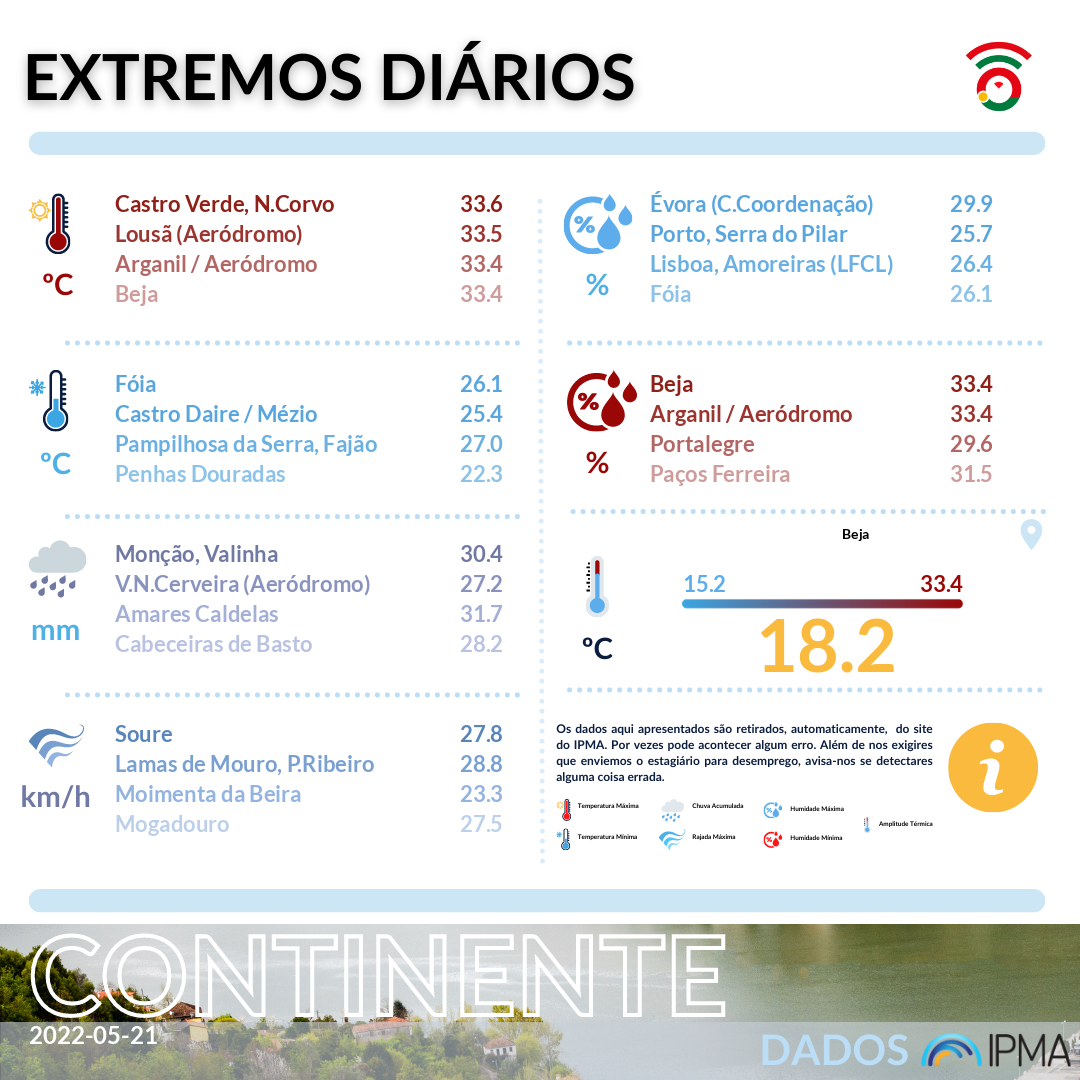 EXTREMOS DIÁRIOS
Castro Verde, N.Corvo 33.6
Lousã (Aeródromo) 33.5
Arganil / Aeródromo 33.4
Beja 33.4
ºC
Fóia 26.1
Castro Daire / Mézio 25.4
Pampilhosa da Serra, Fajão 27.0
Penhas Douradas 22.3
ºC
Monção, Valinha 30.4
V.N.Cerveira (Aeródromo) 27.2
Amares Caldelas 31.7
Cabeceiras de Basto 28.2
mm
Soure 27.8
Lamas de Mouro, P.Ribeiro 28.8
Moimenta da Beira 23.3
Mogadouro 27.5
km/h
%
Évora (C.Coordenação) 29.9
Porto, Serra do Pilar 25.7
Lisboa, Amoreiras (LFCL) 26.4
Fóia 26.1
%
%
Beja 33.4
Arganil / Aeródromo 33.4
Portalegre 29.6
Paços Ferreira 31.5
%
Beja
15.2 33.4
18.2
ºC
Os dados aqui apresentados são retirados, automaticamente, do site
do IPMA. Por vezes pode acontecer algum erro. Além de nos exigires
que enviemos o estagiário para desemprego, avisa-nos se detectares
alguma coisa errada.
i
Temperatura Máxima
Chuva Acumulada
Humidade Máxima
Amplitude Térmica
Temperatura Mínima
Rajada Máxima
Humidade Mínima
CONTINENTE
2022-05-21
DADOS IPMA